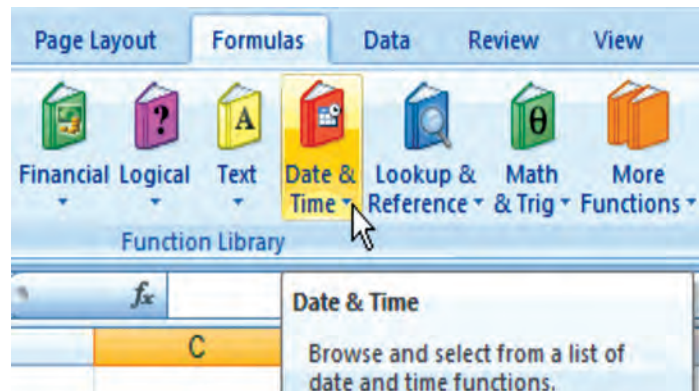 Page Layout Formulas Data Review View
? A θ
Financial Logical Text Date & Time Lookup & Reference Math & Trig More Functions
Function Library
fx
Date & Time
C
Browse and select from a list of
date and time functions.